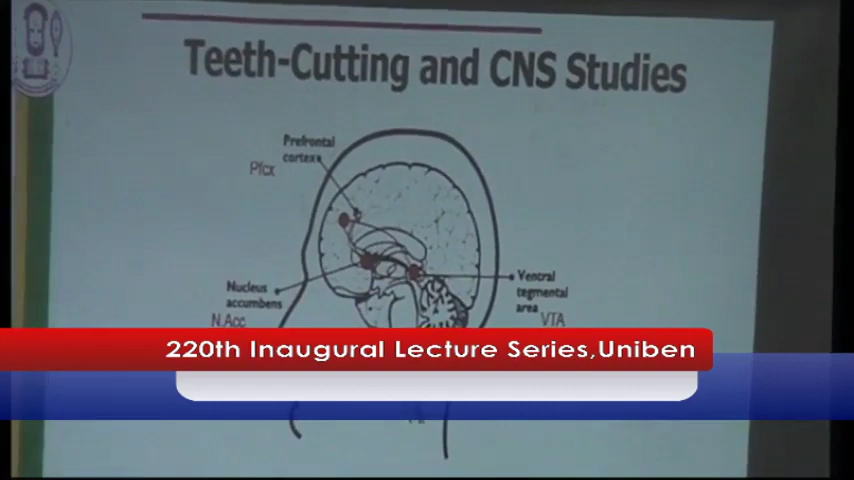 Teeth-Cutting and CNS Studies
Prefrontal
cortex
Pfcx
Nucleus
accumbens
N.Acc
Ventral
tegmental
area
VTA
220th Inaugural Lecture Series,Uniben